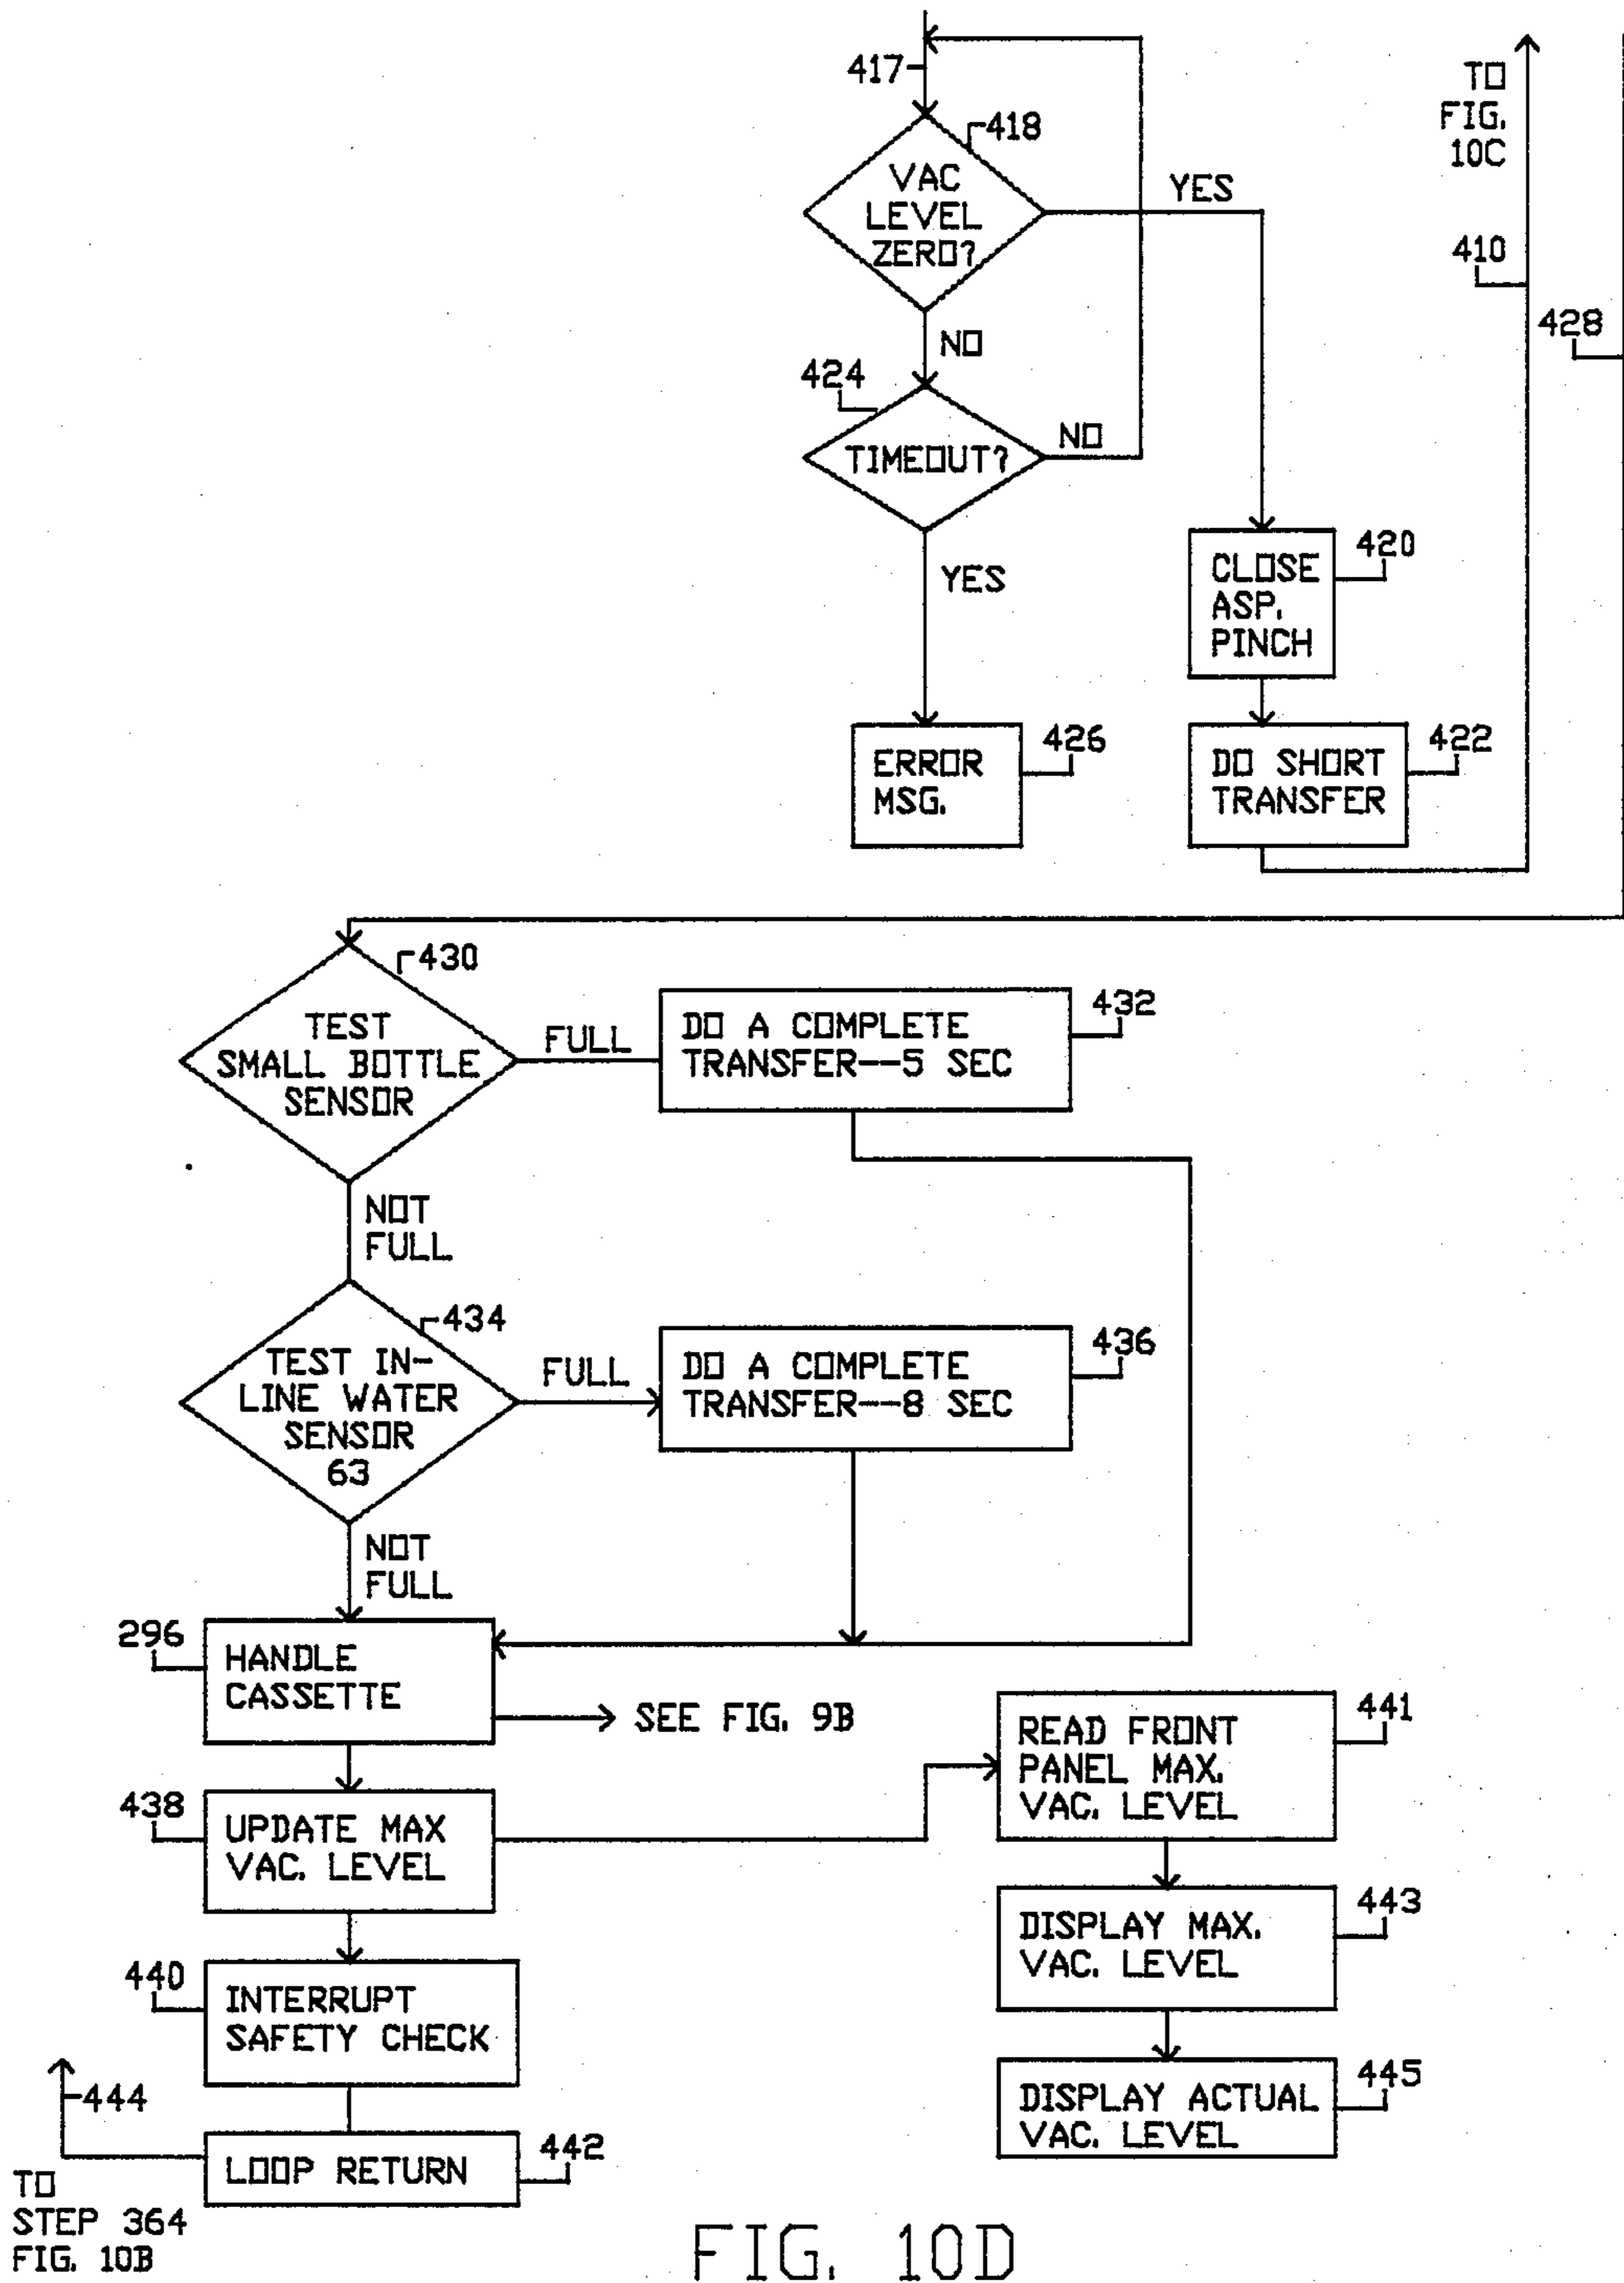 417
418
VAC
LEVEL
ZERO?
YES
NO
424
TIMEOUT?
NO
YES
TO
FIG.
10C
410
428
420
CLOSE
ASP.
PINCH
426
ERROR
MSG.
422
DO SHORT
TRANSFER
430
TEST
SMALL BOTTLE
SENSOR
FULL
432
DO A COMPLETE
TRANSFER--5 SEC
NOT
FULL
434
TEST IN-
LINE WATER
SENSOR
63
FULL
436
DO A COMPLETE
TRANSFER--8 SEC
NOT
FULL
296
HANDLE
CASSETTE
SEE FIG. 9B
438
UPDATE MAX
VAC. LEVEL
441
READ FRONT
PANEL MAX.
VAC. LEVEL
443
DISPLAY MAX.
VAC. LEVEL
440
INTERRUPT
SAFETY CHECK
445
DISPLAY ACTUAL
VAC. LEVEL
444
442
LOOP RETURN
TO
STEP 364
FIG. 10B
FIG. 10D